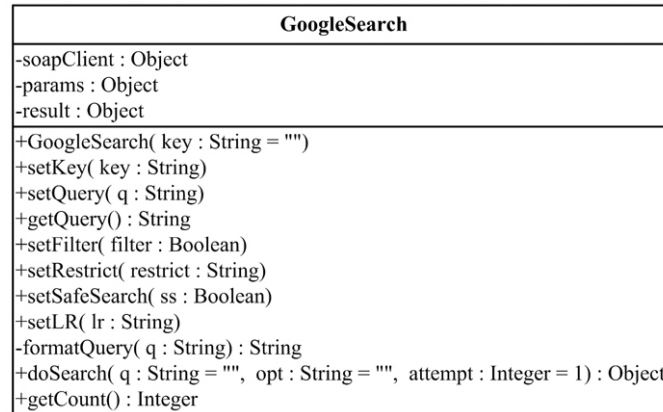 GoogleSearch
-soapClient : Object
-params : Object
-result : Object
+GoogleSearch( key : String = "")
+setKey( key : String)
+setQuery( q : String)
+getQuery() : String
+setFilter( filter : Boolean)
+setRestrict( restrict : String)
+setSafeSearch( ss : Boolean)
+setLR( lr : String)
-formatQuery( q : String) : String
+doSearch( q : String = "", opt : String = "", attempt : Integer = 1) : Object
+getCount() : Integer